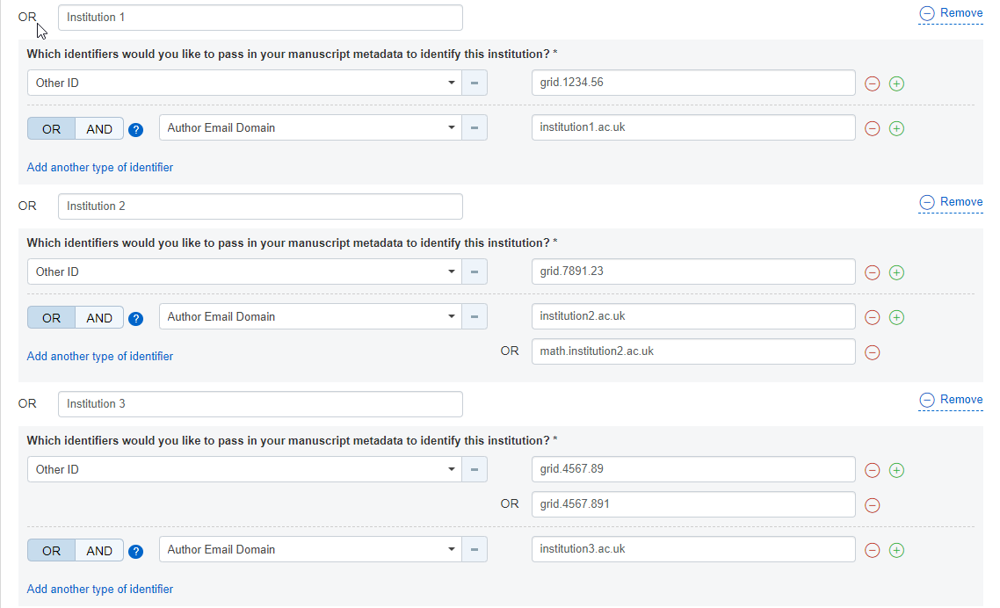 OR Institution 1 Remove
Which identifiers would you like to pass in your manuscript metadata to identify this institution? *
Other ID grid.1234.56
OR AND ? Author Email Domain institution1.ac.uk
Add another type of identifier
OR Institution 2 Remove
Which identifiers would you like to pass in your manuscript metadata to identify this institution? *
Other ID grid.7891.23
OR AND ? Author Email Domain institution2.ac.uk
Add another type of identifier OR math.institution2.ac.uk
OR Institution 3 Remove
Which identifiers would you like to pass in your manuscript metadata to identify this institution? *
Other ID grid.4567.89
OR grid.4567.891
OR AND ? Author Email Domain institution3.ac.uk
Add another type of identifier